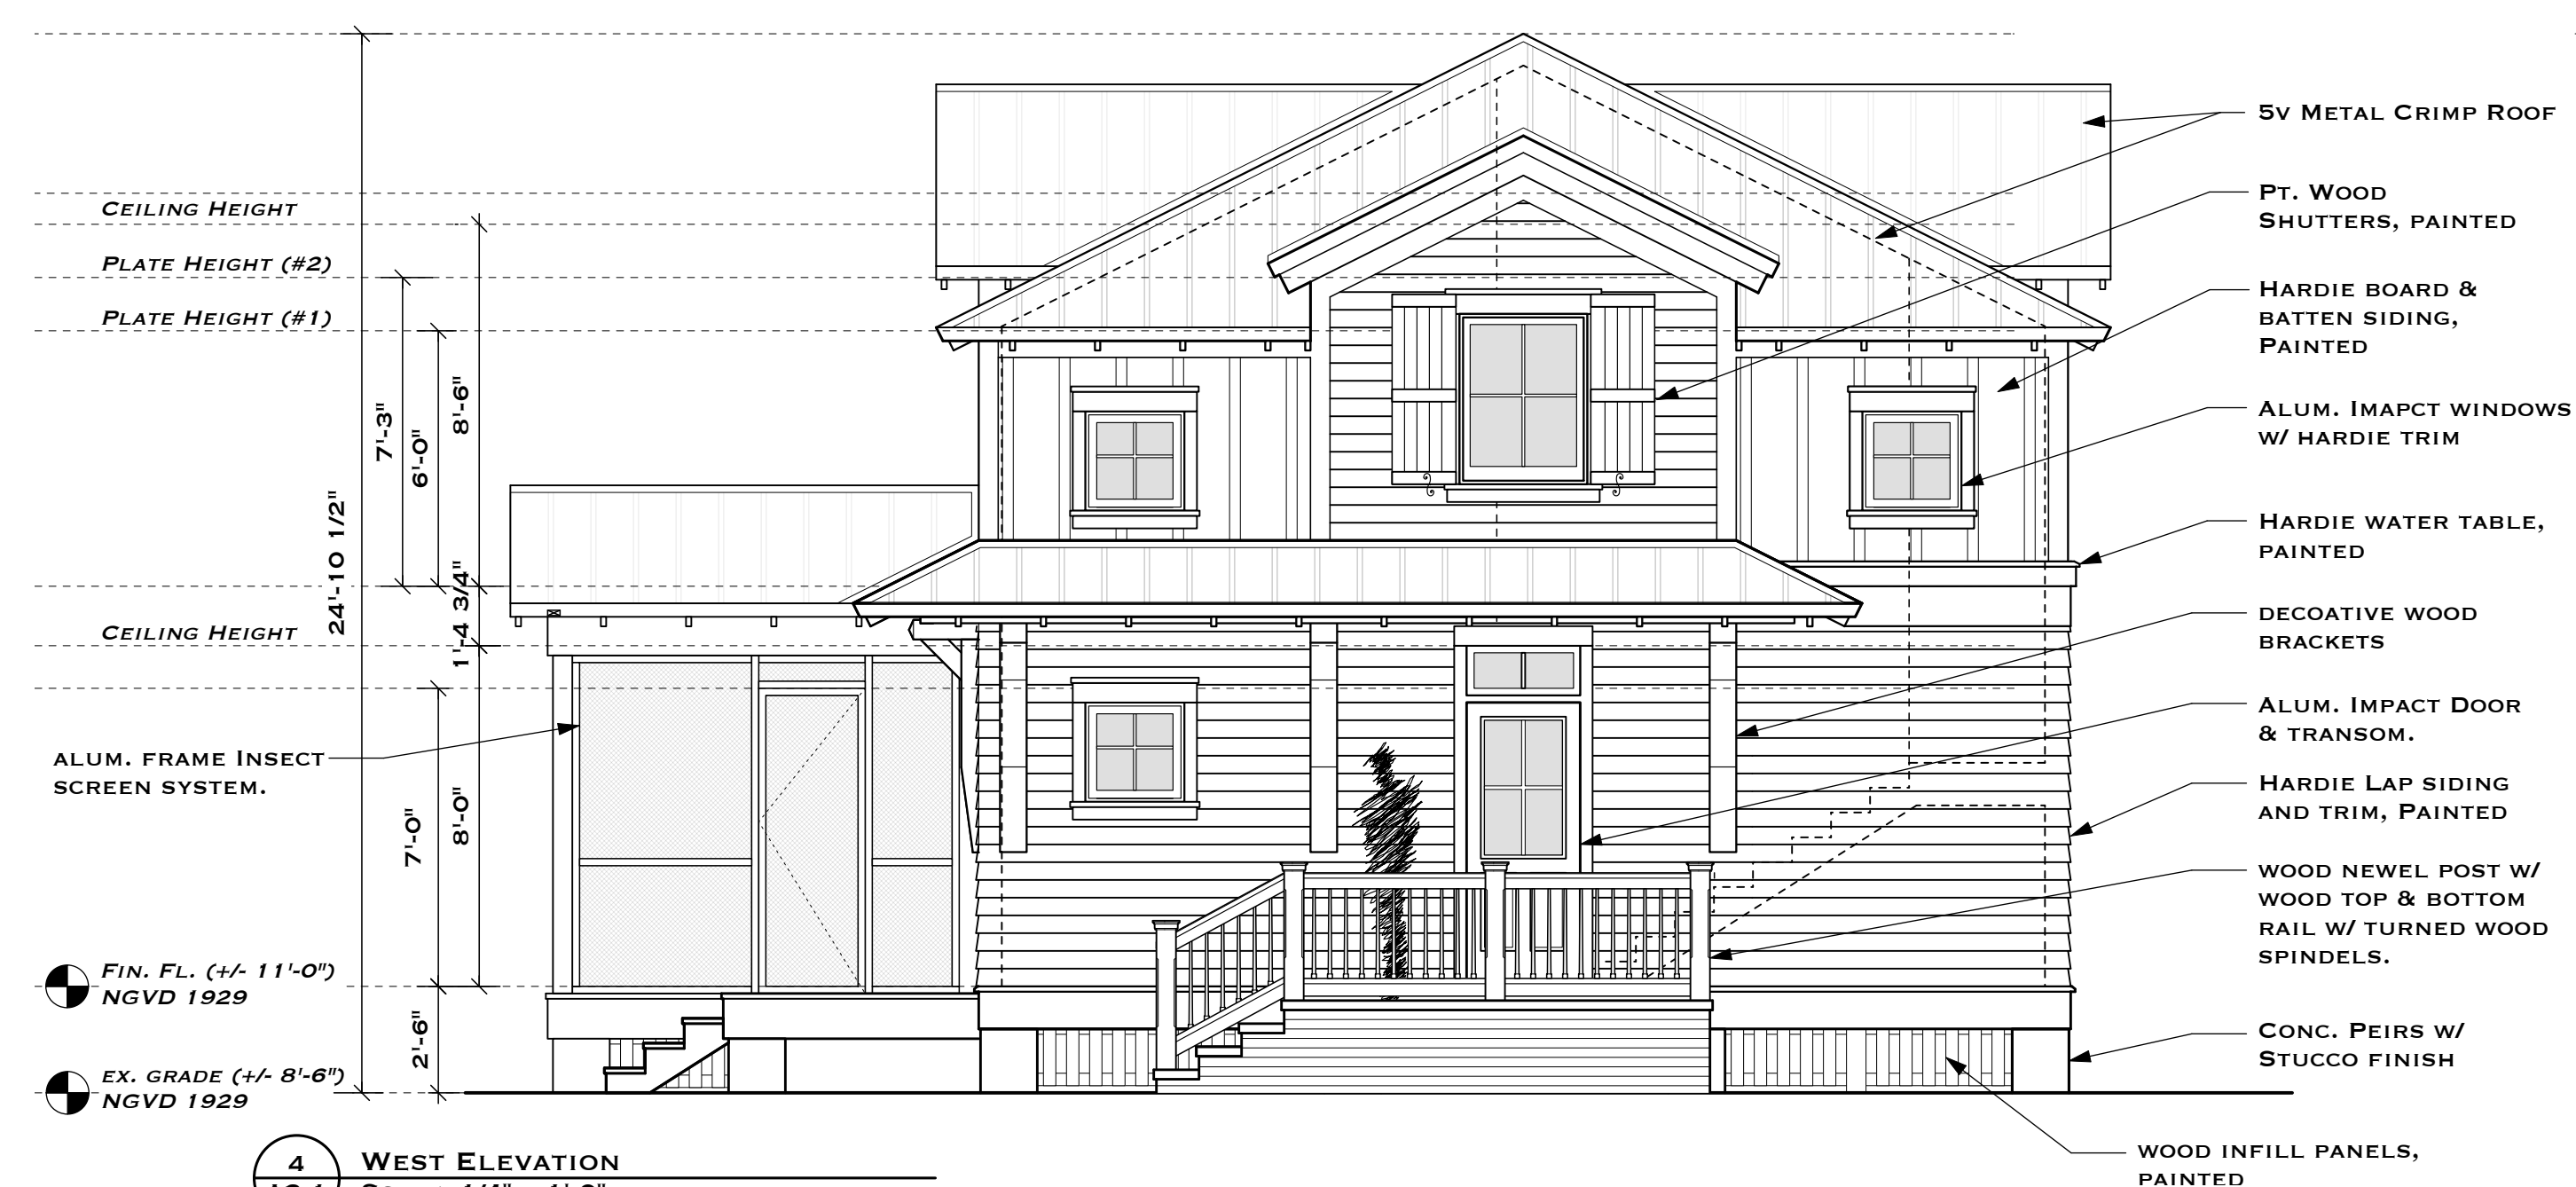 5v Metal Crimp Roof
Pt. Wood
Shutters, painted
Hardie board &
batten siding,
Painted
Alum. Imapct windows
w/ hardie trim
Hardie water table,
painted
decoative wood
brackets
Alum. Impact Door
& transom.
Hardie Lap siding
and trim, Painted
wood newel post w/
wood top & bottom
rail w/ turned wood
spindels.
Conc. Peirs w/
Stucco finish
wood infill panels,
painted
Ceiling Height
Plate Height (#2)
Plate Height (#1)
Ceiling Height
alum. frame Insect
screen system.
Fin. Fl. (+/- 11'-0")
NGVD 1929
ex. grade (+/- 8'-6")
NGVD 1929
24'-10 1/2"
7'-3"
6'-0"
8'-6"
1'-4 3/4"
7'-0"
8'-0"
2'-6"
4
West Elevation